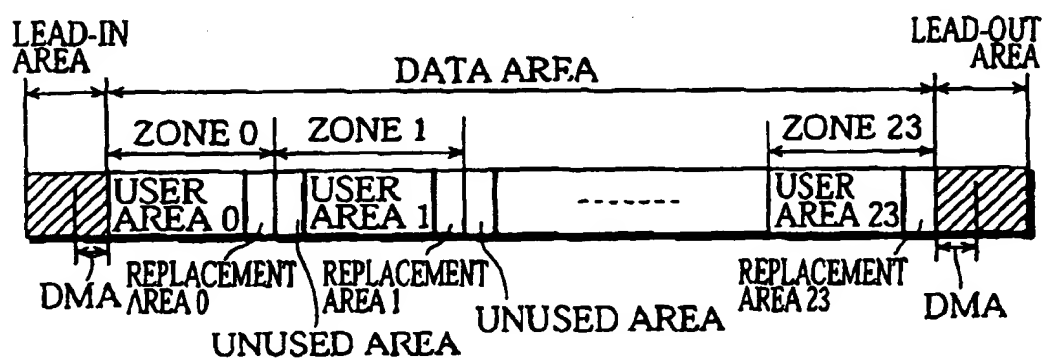 LEAD-IN
AREA
LEAD-OUT
AREA
DATA AREA
ZONE 0
ZONE 1
ZONE 23
USER
AREA 0
USER
AREA 1
USER
AREA 23
DMA
REPLACEMENT
AREA 0
UNUSED AREA
REPLACEMENT
AREA 1
UNUSED AREA
REPLACEMENT
AREA 23
DMA